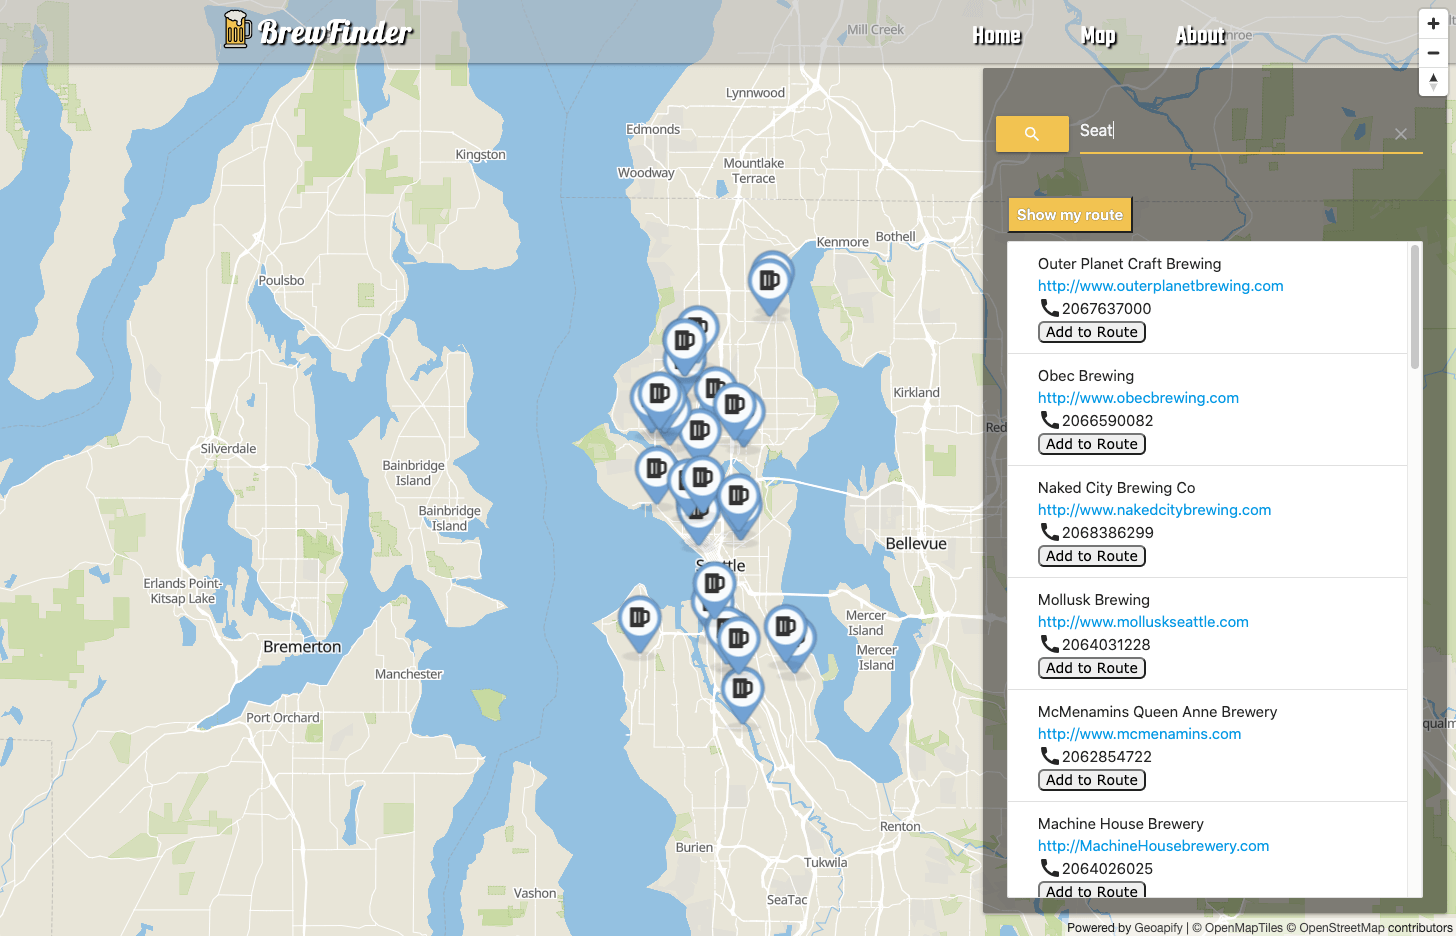 BrewFinder
Home
Map
About
Mill Creek
nroe
Lynnwood
Edmonds
Kingston
Mountlake
Terrace
Woodway
Kenmore
Bothell
Poulsbo
Kirkland
Red
Silverdale
Bainbridge
Island
Bainbridge
Island
Bellevue
Seattle
Erlands Point-
Kitsap Lake
Mercer
Island
Mercer
Island
Bremerton
Manchester
Port Orchard
qualm
Renton
Burien
Tukwila
Vashon
SeaTac
Seat
Show my route
Outer Planet Craft Brewing
http://www.outerplanetbrewing.com
2067637000
Add to Route
Obec Brewing
http://www.obecbrewing.com
2066590082
Add to Route
Naked City Brewing Co
http://www.nakedcitybrewing.com
2068386299
Add to Route
Mollusk Brewing
http://www.molluskseattle.com
2064031228
Add to Route
McMenamins Queen Anne Brewery
http://www.mcmenamins.com
2062854722
Add to Route
Machine House Brewery
http://MachineHousebrewery.com
2064026025
Add to Route
Powered by Geoapify | © OpenMapTiles © OpenStreetMap contributors